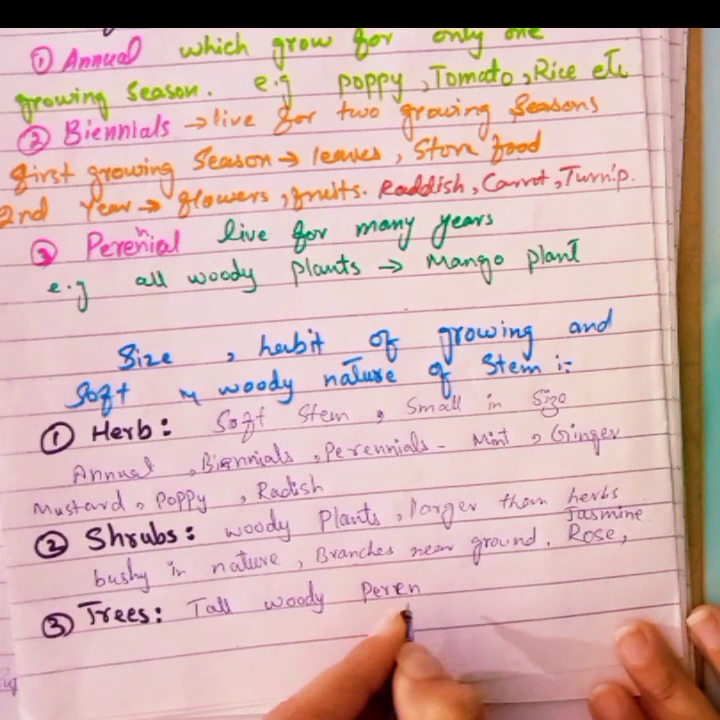 ① Annual which grow for only one
growing season. e.g poppy, Tomato, Rice etc
② Biennials → live for two growing seasons
first growing season → leaves, Store food
2nd year → flowers, fruits. Raddish, Carrot, Turnip.
③ Perennial live for many years
e.g all woody plants → Mango plant
Size, habit of growing and
soft woody nature of stem :-
① Herb: Soft stem, Small in size
Annual, Biennials, Perennials - Mint, Ginger
Mustard, Poppy, Radish
② Shrubs: woody Plants, larger than herbs
bushy in nature, Branches near ground. Rose, Jasmine
③ Trees: Tall woody Peren